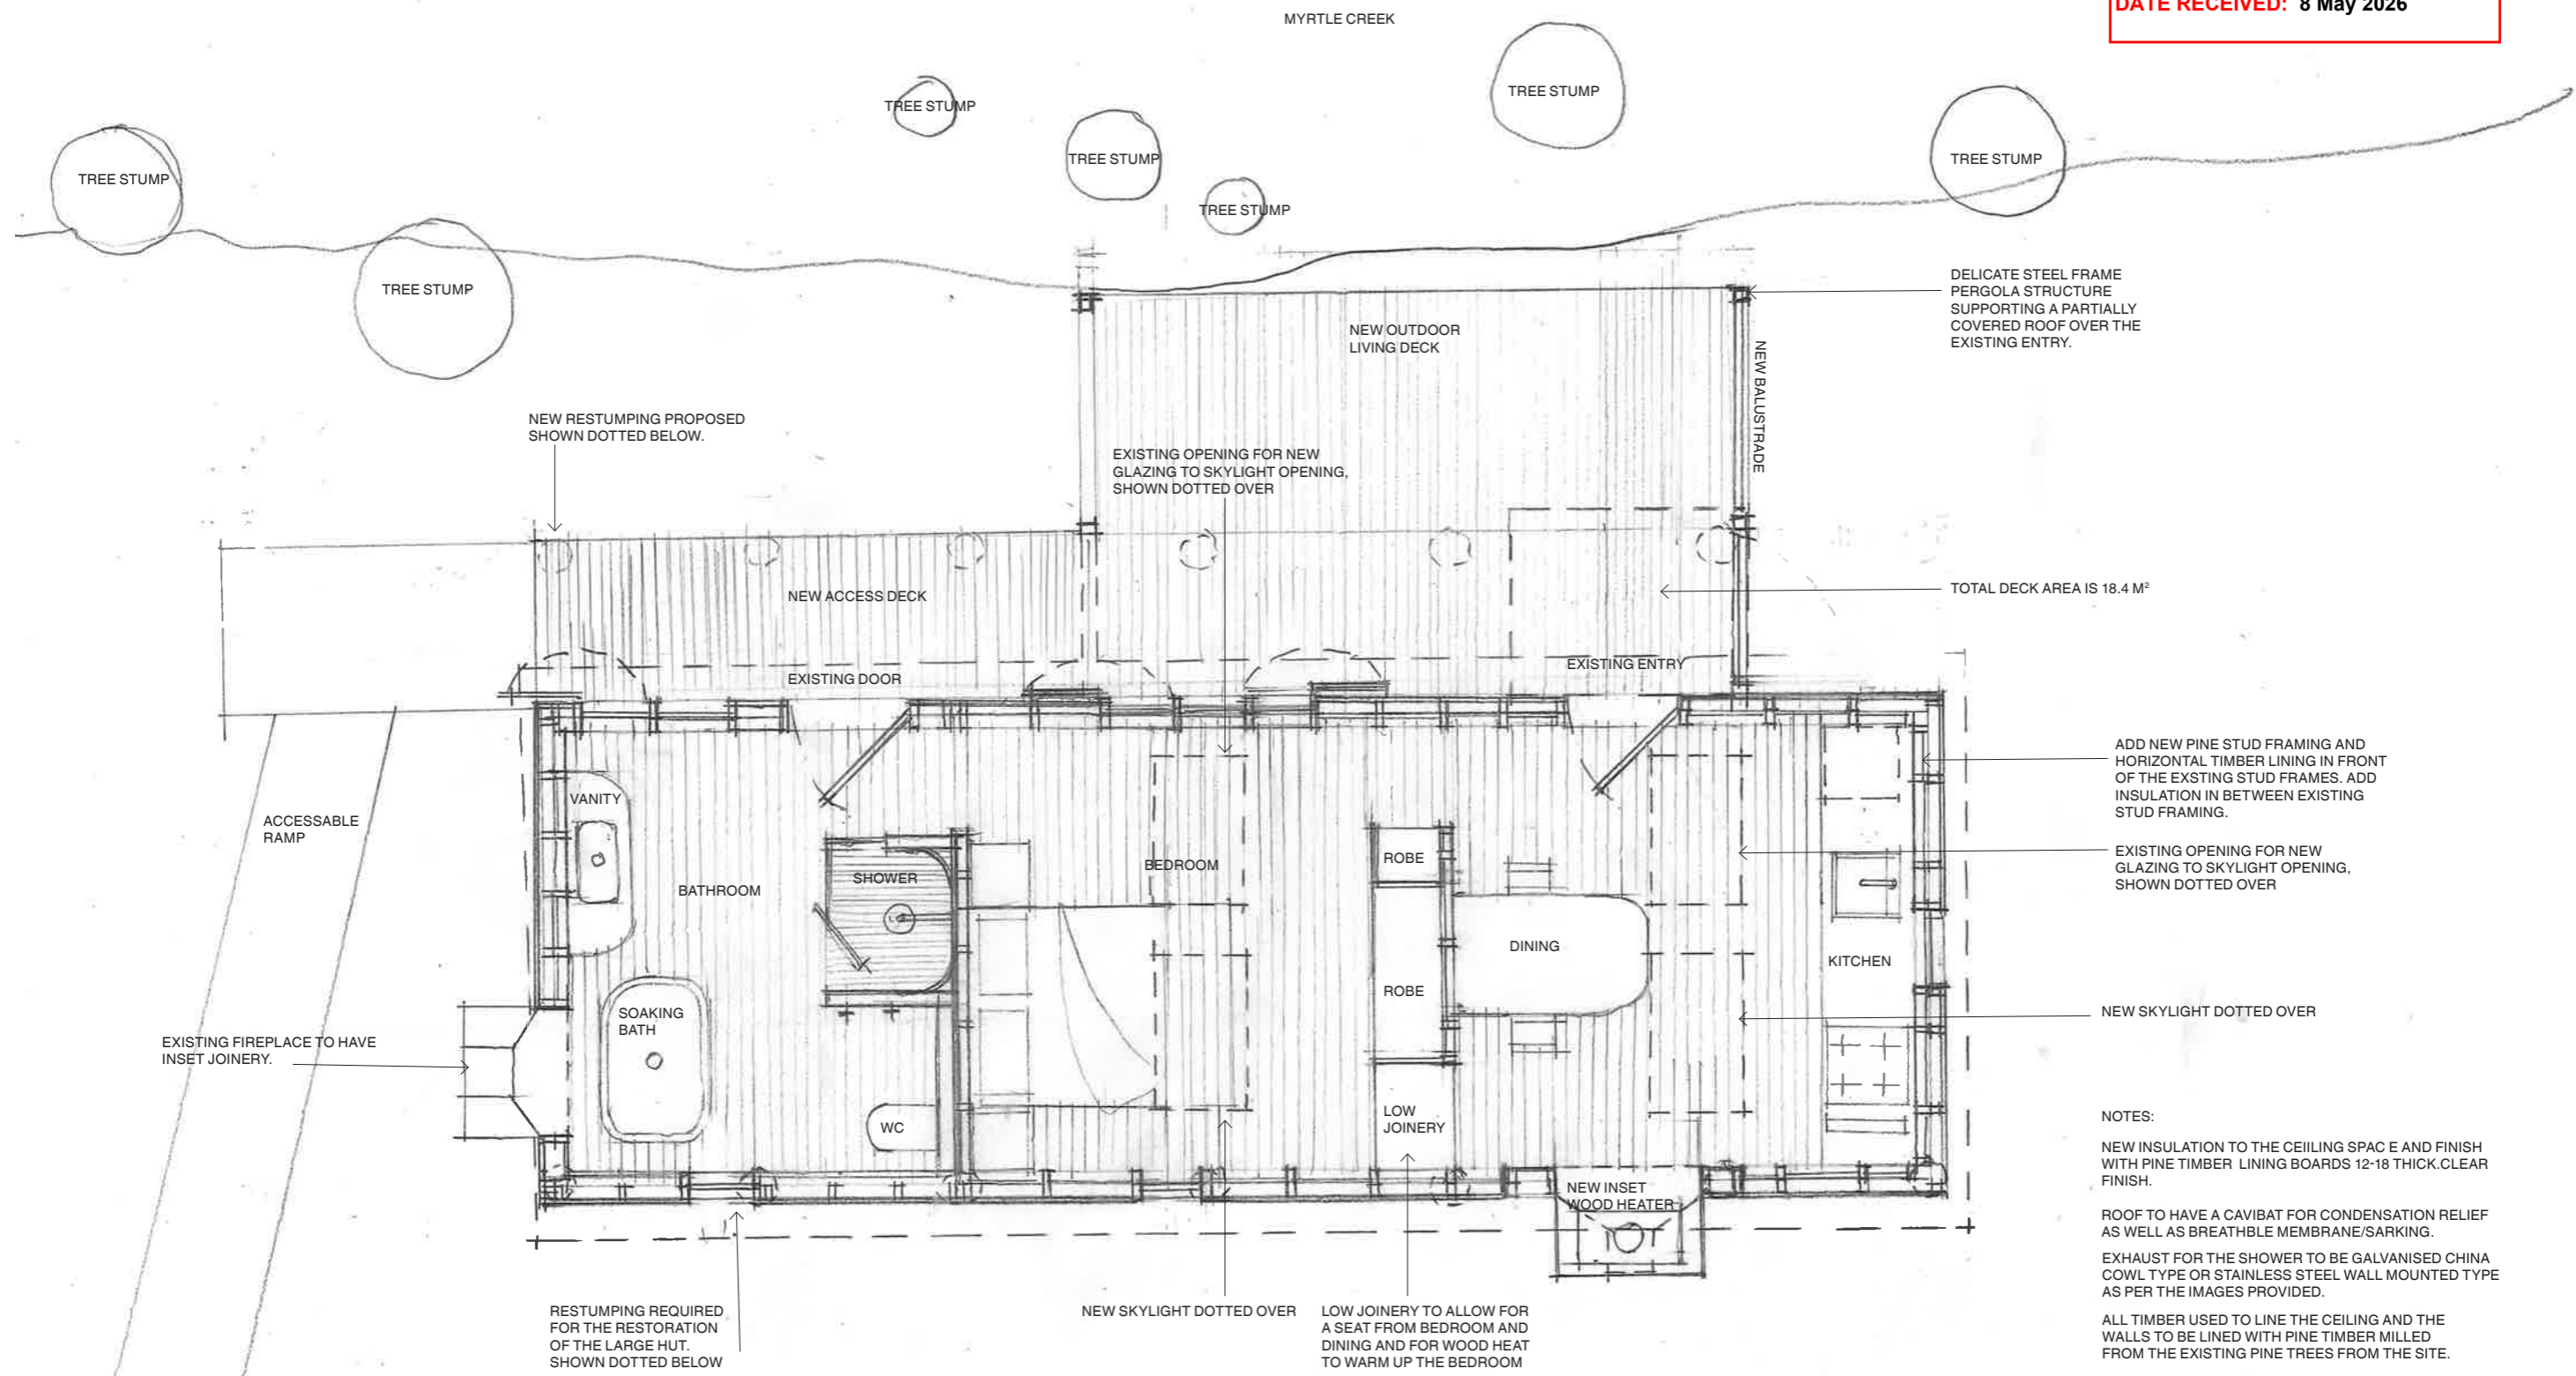 MYRTLE CREEK
DATE RECEIVED: 8 May 2026
TREE STUMP
TREE STUMP
TREE STUMP
TREE STUMP
TREE STUMP
TREE STUMP
TREE STUMP
TREE STUMP
DELICATE STEEL FRAME
PERGOLA STRUCTURE
SUPPORTING A PARTIALLY
COVERED ROOF OVER THE
EXISTING ENTRY.
NEW OUTDOOR
LIVING DECK
NEW BALUSTRADE
NEW RESTUMPING PROPOSED
SHOWN DOTTED BELOW.
EXISTING OPENING FOR NEW
GLAZING TO SKYLIGHT OPENING,
SHOWN DOTTED OVER
NEW ACCESS DECK
TOTAL DECK AREA IS 18.4 M²
EXISTING DOOR
EXISTING ENTRY
ADD NEW PINE STUD FRAMING AND
HORIZONTAL TIMBER LINING IN FRONT
OF THE EXSTING STUD FRAMES. ADD
INSULATION IN BETWEEN EXISTING
STUD FRAMING.
VANITY
ACCESSABLE
RAMP
BATHROOM
SHOWER
BEDROOM
ROBE
EXISTING OPENING FOR NEW
GLAZING TO SKYLIGHT OPENING,
SHOWN DOTTED OVER
DINING
KITCHEN
ROBE
SOAKING
BATH
NEW SKYLIGHT DOTTED OVER
EXISTING FIREPLACE TO HAVE
INSET JOINERY.
WC
LOW
JOINERY
NEW INSET
WOOD HEATER
NOTES:
NEW INSULATION TO THE CEIILING SPAC E AND FINISH
WITH PINE TIMBER LINING BOARDS 12-18 THICK.CLEAR
FINISH.
ROOF TO HAVE A CAVIBAT FOR CONDENSATION RELIEF
AS WELL AS BREATHBLE MEMBRANE/SARKING.
EXHAUST FOR THE SHOWER TO BE GALVANISED CHINA
COWL TYPE OR STAINLESS STEEL WALL MOUNTED TYPE
AS PER THE IMAGES PROVIDED.
ALL TIMBER USED TO LINE THE CEILING AND THE
WALLS TO BE LINED WITH PINE TIMBER MILLED
FROM THE EXISTING PINE TREES FROM THE SITE.
RESTUMPING REQUIRED
FOR THE RESTORATION
OF THE LARGE HUT.
SHOWN DOTTED BELOW
NEW SKYLIGHT DOTTED OVER
LOW JOINERY TO ALLOW FOR
A SEAT FROM BEDROOM AND
DINING AND FOR WOOD HEAT
TO WARM UP THE BEDROOM